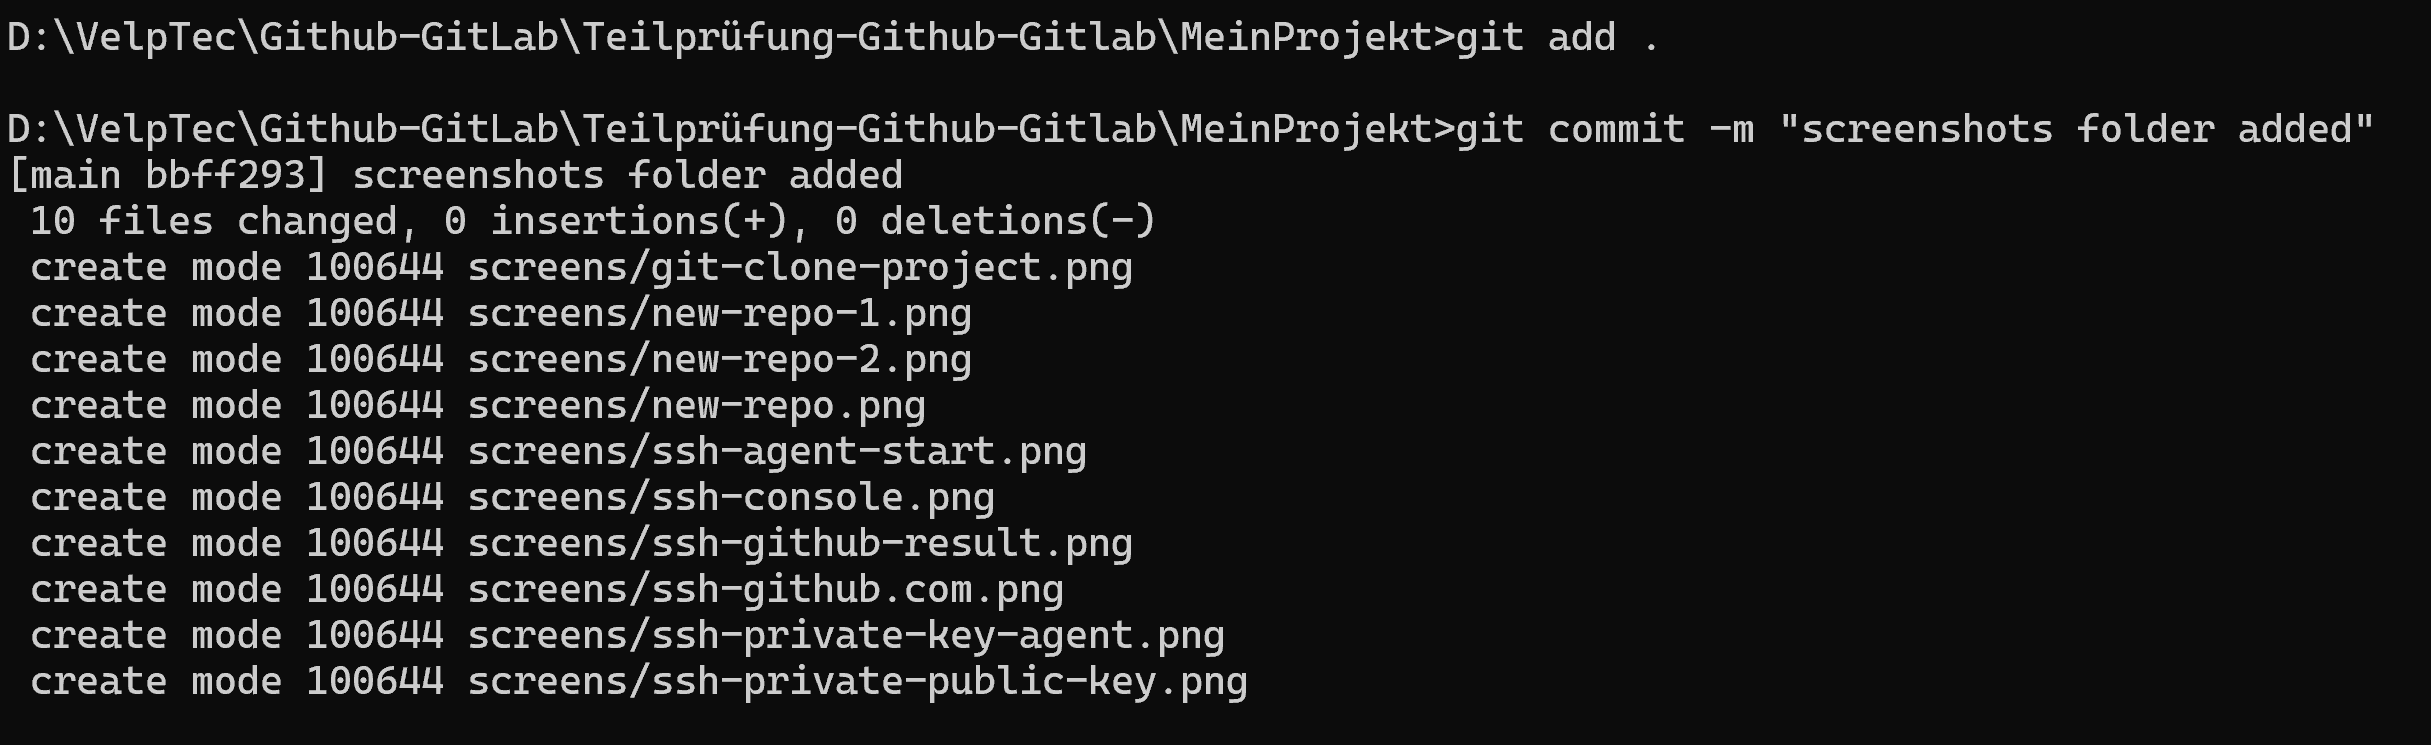 D:\VelpTec\Github-GitLab\Teilprüfung-Github-Gitlab\MeinProjekt>git add .
D:\VelpTec\Github-GitLab\Teilprüfung-Github-Gitlab\MeinProjekt>git commit -m "screenshots folder added"
[main bbff293] screenshots folder added
 10 files changed, 0 insertions(+), 0 deletions(-)
 create mode 100644 screens/git-clone-project.png
 create mode 100644 screens/new-repo-1.png
 create mode 100644 screens/new-repo-2.png
 create mode 100644 screens/new-repo.png
 create mode 100644 screens/ssh-agent-start.png
 create mode 100644 screens/ssh-console.png
 create mode 100644 screens/ssh-github-result.png
 create mode 100644 screens/ssh-github.com.png
 create mode 100644 screens/ssh-private-key-agent.png
 create mode 100644 screens/ssh-private-public-key.png